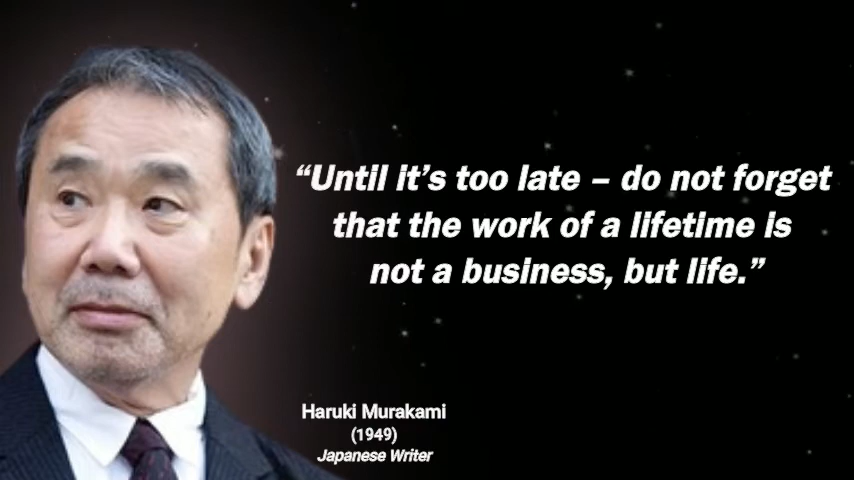 “Until it’s too late – do not forget
that the work of a lifetime is
not a business, but life.”
Haruki Murakami
(1949)
Japanese Writer